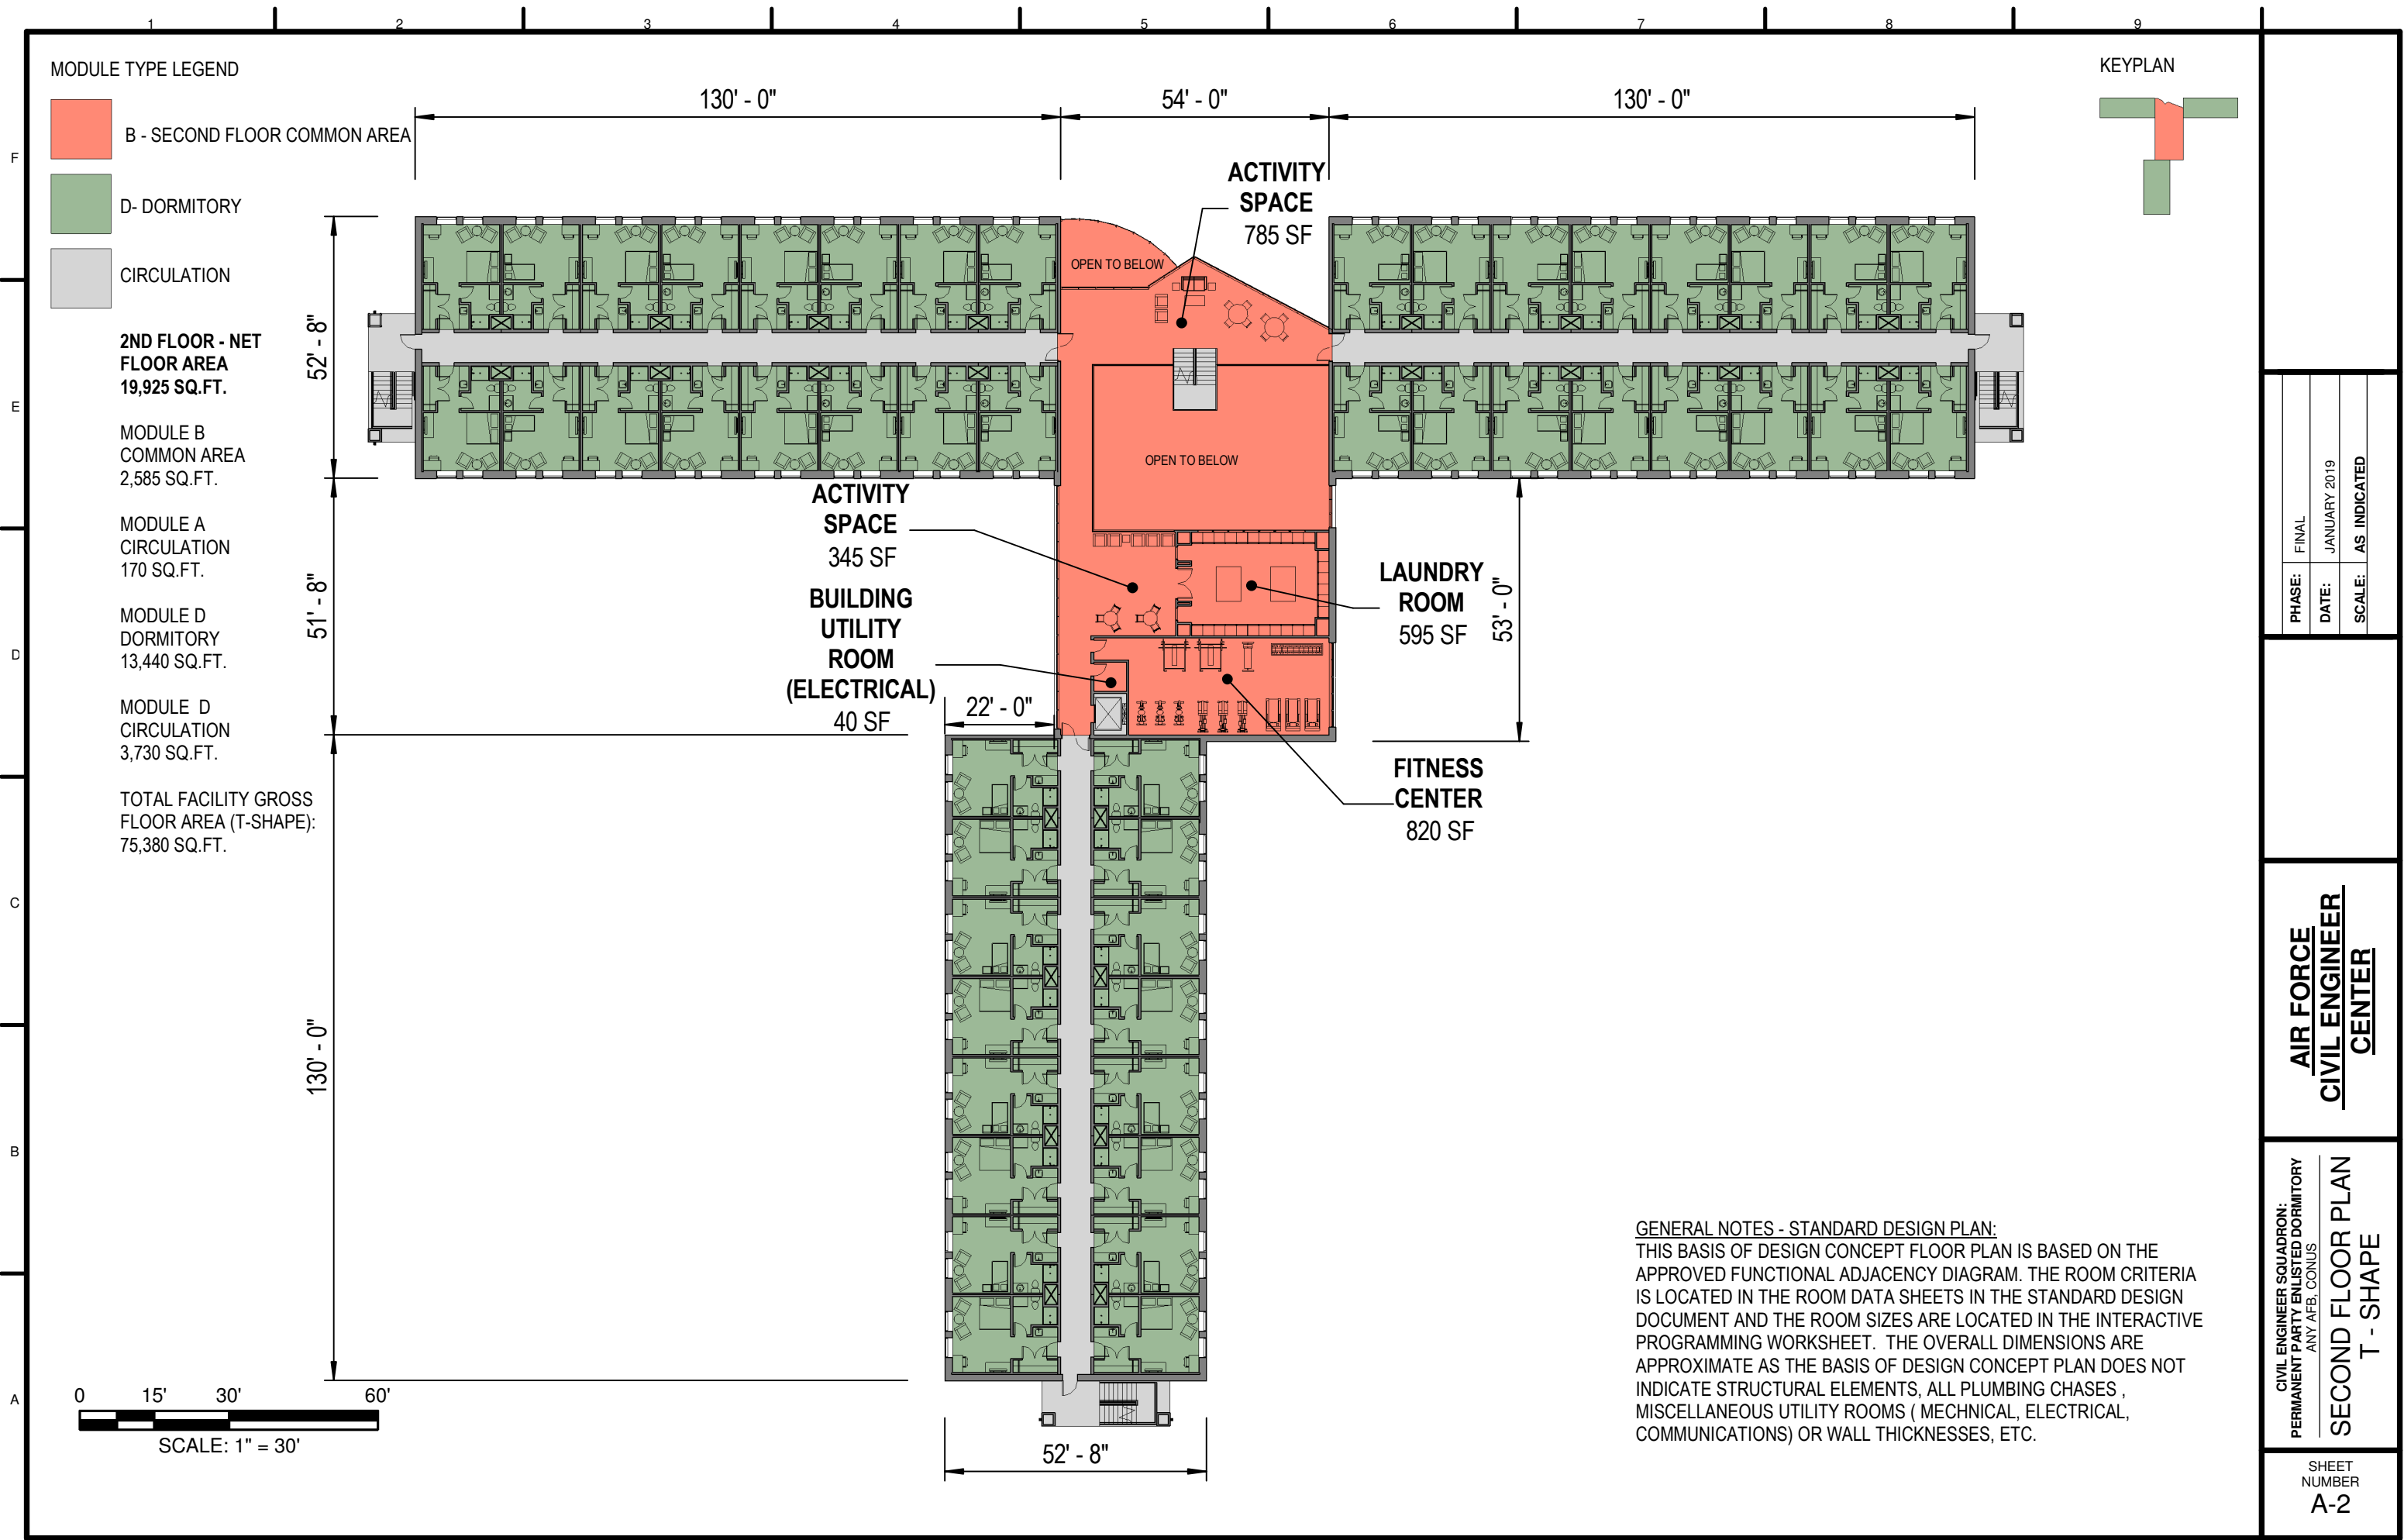 1 2 3 4 5 6 7 8 9
F
E
D
C
B
A
MODULE TYPE LEGEND
B - SECOND FLOOR COMMON AREA
D- DORMITORY
CIRCULATION
2ND FLOOR - NET
FLOOR AREA
19,925 SQ.FT.
MODULE B
COMMON AREA
2,585 SQ.FT.
MODULE A
CIRCULATION
170 SQ.FT.
MODULE D
DORMITORY
13,440 SQ.FT.
MODULE D
CIRCULATION
3,730 SQ.FT.
TOTAL FACILITY GROSS
FLOOR AREA (T-SHAPE):
75,380 SQ.FT.
0 15' 30' 60'
SCALE: 1" = 30'
130' - 0"
54' - 0"
130' - 0"
52' - 8"
51' - 8"
130' - 0"
ACTIVITY
SPACE
785 SF
OPEN TO BELOW
OPEN TO BELOW
ACTIVITY
SPACE
345 SF
BUILDING
UTILITY
ROOM
(ELECTRICAL)
40 SF
22' - 0"
LAUNDRY
ROOM
595 SF
53' - 0"
FITNESS
CENTER
820 SF
52' - 8"
KEYPLAN
GENERAL NOTES - STANDARD DESIGN PLAN:
THIS BASIS OF DESIGN CONCEPT FLOOR PLAN IS BASED ON THE
APPROVED FUNCTIONAL ADJACENCY DIAGRAM. THE ROOM CRITERIA
IS LOCATED IN THE ROOM DATA SHEETS IN THE STANDARD DESIGN
DOCUMENT AND THE ROOM SIZES ARE LOCATED IN THE INTERACTIVE
PROGRAMMING WORKSHEET. THE OVERALL DIMENSIONS ARE
APPROXIMATE AS THE BASIS OF DESIGN CONCEPT PLAN DOES NOT
INDICATE STRUCTURAL ELEMENTS, ALL PLUMBING CHASES ,
MISCELLANEOUS UTILITY ROOMS ( MECHNICAL, ELECTRICAL,
COMMUNICATIONS) OR WALL THICKNESSES, ETC.
PHASE: FINAL
DATE: JANUARY 2019
SCALE: AS INDICATED
AIR FORCE
CIVIL ENGINEER
CENTER
CIVIL ENGINEER SQUADRON:
PERMANENT PARTY ENLISTED DORMITORY
ANY AFB, CONUS
SECOND FLOOR PLAN
T - SHAPE
SHEET
NUMBER
A-2